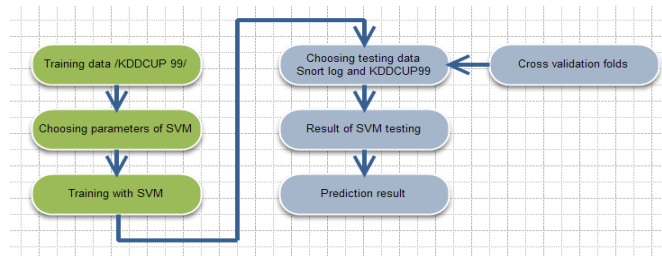 Training data /KDDCUP 99/
Choosing parameters of SVM
Training with SVM
Choosing testing data
Snort log and KDDCUP99
Cross validation folds
Result of SVM testing
Prediction result